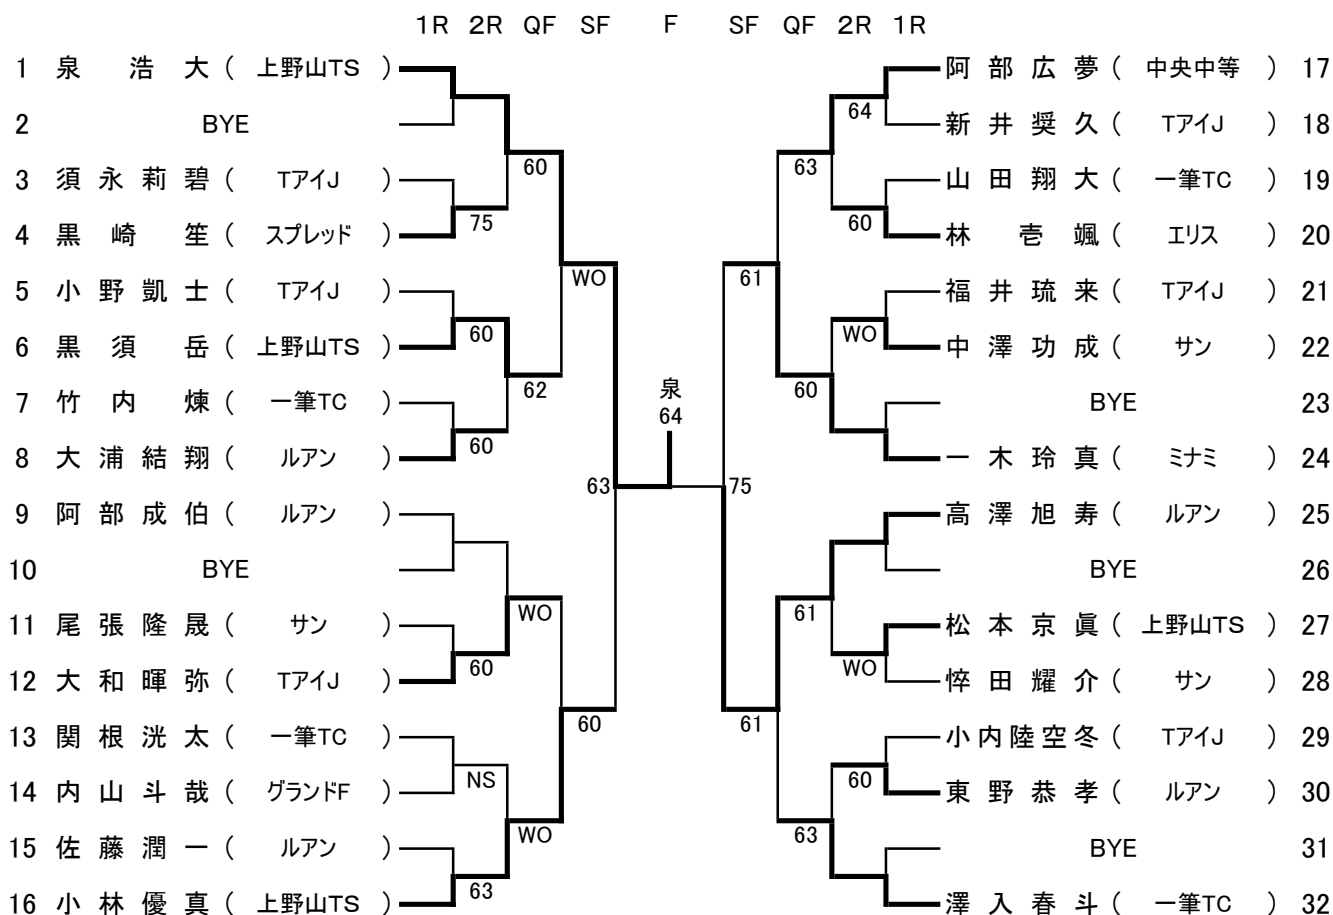 1R 2R QF SF F SF QF 2R 1R
1 泉 浩 大 ( 上野山TS )
2 BYE
3 須 永 莉 碧 ( TアイJ )
4 黒 崎 笙 ( スプレッド )
5 小 野 凱 士 ( TアイJ )
6 黒 須 岳 ( 上野山TS )
7 竹 内 煉 ( 一筆TC )
8 大 浦 結 翔 ( ルアン )
9 阿 部 成 伯 ( ルアン )
10 BYE
11 尾 張 隆 晟 ( サン )
12 大 和 暉 弥 ( TアイJ )
13 関 根 洸 太 ( 一筆TC )
14 内 山 斗 哉 ( グランドF )
15 佐 藤 潤 一 ( ルアン )
16 小 林 優 真 ( 上野山TS )
75
60
60
60
NS
63
60
62
WO
WO
WO
60
63
泉
64
75
61
61
63
60
61
63
64
60
WO
WO
60
阿 部 広 夢 ( 中央中等 ) 17
新 井 奨 久 ( TアイJ ) 18
山 田 翔 大 ( 一筆TC ) 19
林 壱 颯 ( エリス ) 20
福 井 琉 来 ( TアイJ ) 21
中 澤 功 成 ( サン ) 22
BYE 23
一 木 玲 真 ( ミナミ ) 24
高 澤 旭 寿 ( ルアン ) 25
BYE 26
松 本 京 眞 ( 上野山TS ) 27
悴 田 耀 介 ( サン ) 28
小 内 陸 空 冬 ( TアイJ ) 29
東 野 恭 孝 ( ルアン ) 30
BYE 31
澤 入 春 斗 ( 一筆TC ) 32